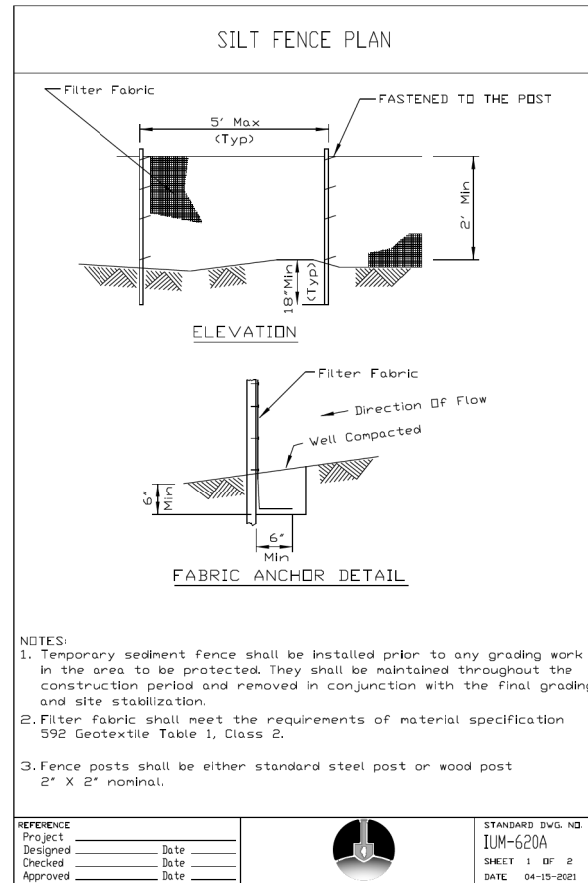 SILT FENCE PLAN
Filter Fabric
FASTENED TO THE POST
5' Max
(Typ)
2' Min
18"Min
(Typ)
ELEVATION
Filter Fabric
Direction Of Flow
Well Compacted
6"
Min
6"
Min
FABRIC ANCHOR DETAIL
NOTES:
1. Temporary sediment fence shall be installed prior to any grading work
in the area to be protected. They shall be maintained throughout the
construction period and removed in conjunction with the final grading
and site stabilization.
2. Filter fabric shall meet the requirements of material specification
592 Geotextile Table 1, Class 2.
3. Fence posts shall be either standard steel post or wood post
2" X 2" nominal.
REFERENCE
Project
Designed Date
Checked Date
Approved Date
STANDARD DWG. NO.
IUM-620A
SHEET 1 OF 2
DATE 04-15-2021